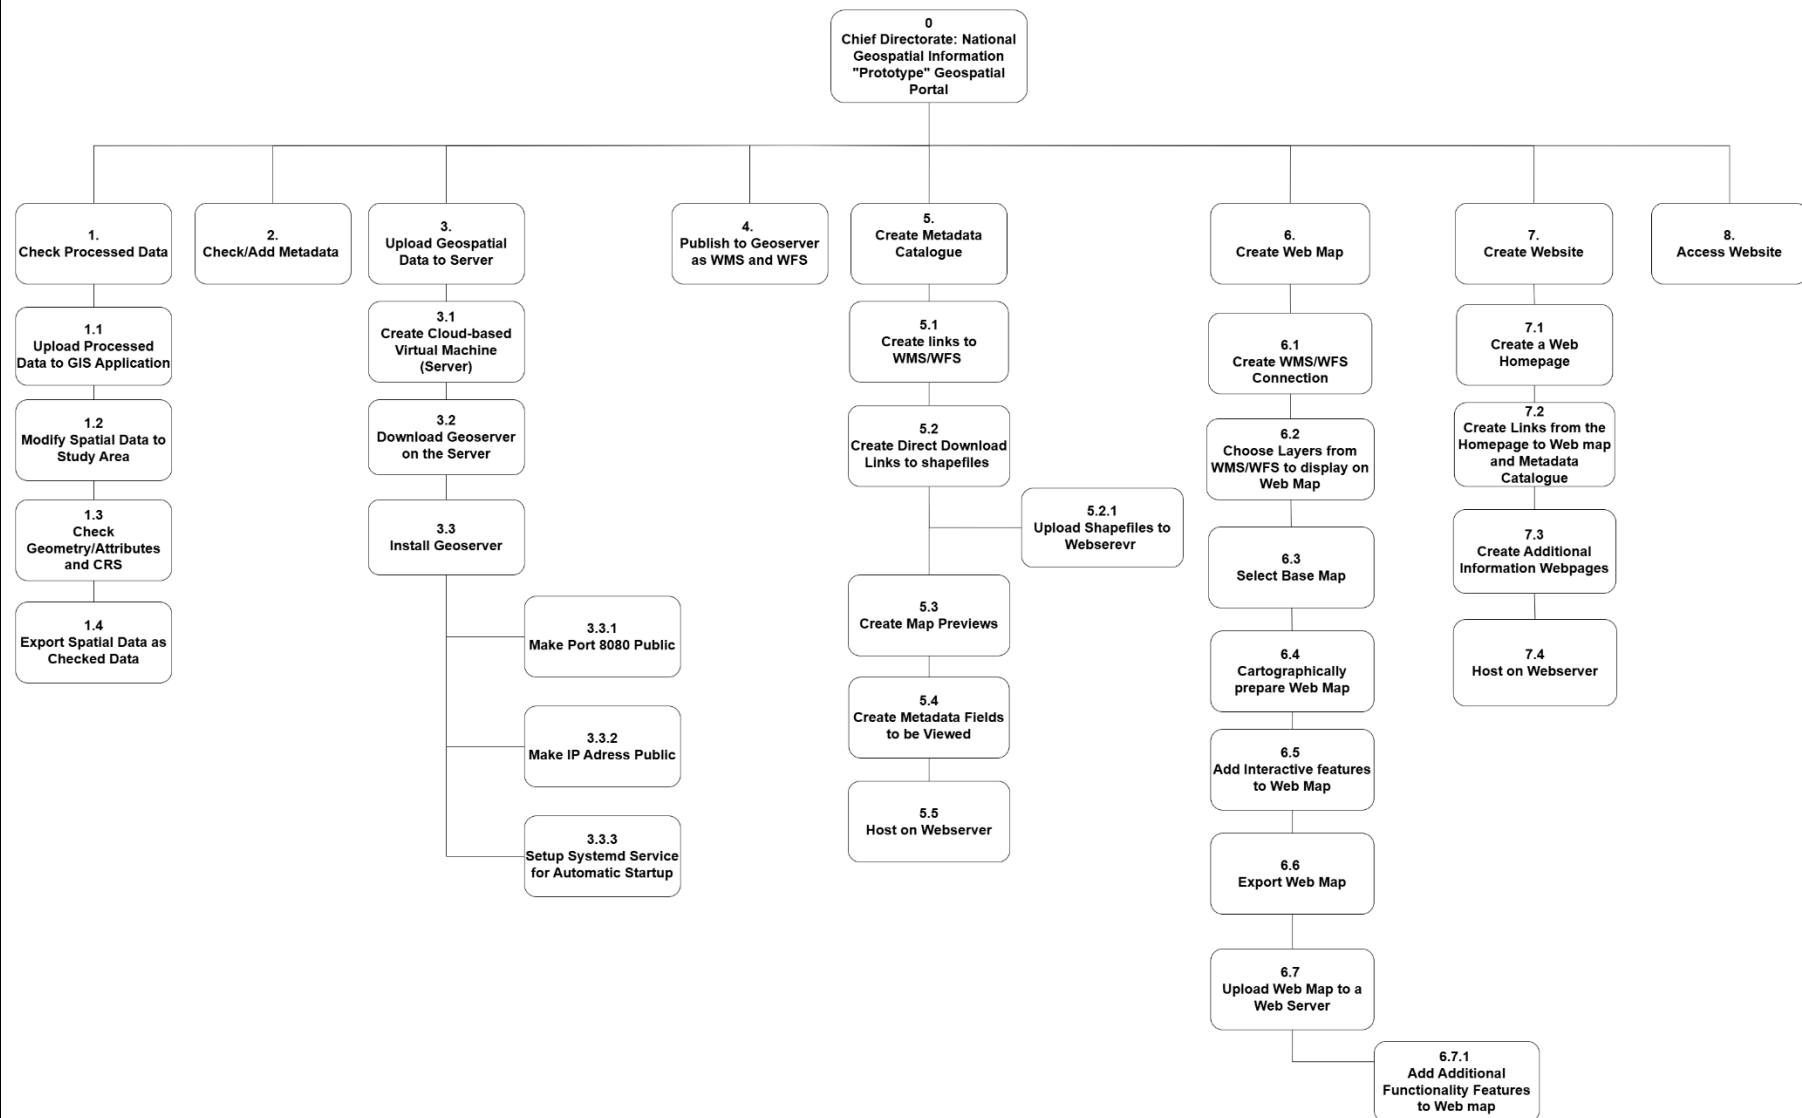 0
Chief Directorate: National
Geospatial Information
"Prototype" Geospatial
Portal
1.
Check Processed Data
2.
Check/Add Metadata
3.
Upload Geospatial
Data to Server
4.
Publish to Geoserver
as WMS and WFS
5.
Create Metadata
Catalogue
6.
Create Web Map
7.
Create Website
8.
Access Website
1.1
Upload Processed
Data to GIS Application
1.2
Modify Spatial Data to
Study Area
1.3
Check
Geometry/Attributes
and CRS
1.4
Export Spatial Data as
Checked Data
3.1
Create Cloud-based
Virtual Machine
(Server)
3.2
Download Geoserver
on the Server
3.3
Install Geoserver
3.3.1
Make Port 8080 Public
3.3.2
Make IP Adress Public
3.3.3
Setup Systemd Service
for Automatic Startup
5.1
Create links to
WMS/WFS
5.2
Create Direct Download
Links to shapefiles
5.2.1
Upload Shapefiles to
Webserevr
5.3
Create Map Previews
5.4
Create Metadata Fields
to be Viewed
5.5
Host on Webserver
6.1
Create WMS/WFS
Connection
6.2
Choose Layers from
WMS/WFS to display on
Web Map
6.3
Select Base Map
6.4
Cartographically
prepare Web Map
6.5
Add Interactive features
to Web Map
6.6
Export Web Map
6.7
Upload Web Map to a
Web Server
6.7.1
Add Additional
Functionality Features
to Web map
7.1
Create a Web
Homepage
7.2
Create Links from the
Homepage to Web map
and Metadata
Catalogue
7.3
Create Additional
Information Webpages
7.4
Host on Webserver